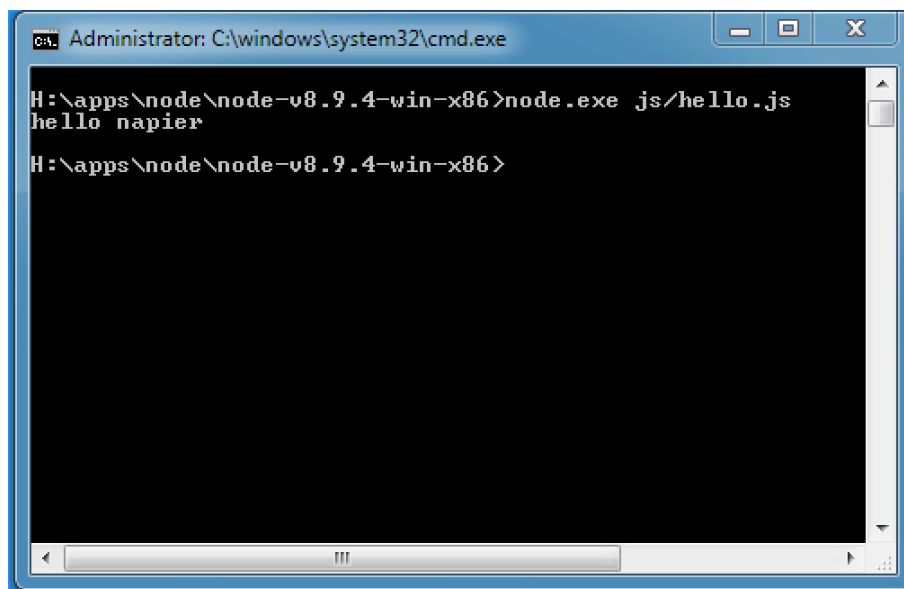 Administrator: C:\windows\system32\cmd.exe
H:\apps\node\node-v8.9.4-win-x86>node.exe js/hello.js
hello napier
H:\apps\node\node-v8.9.4-win-x86>